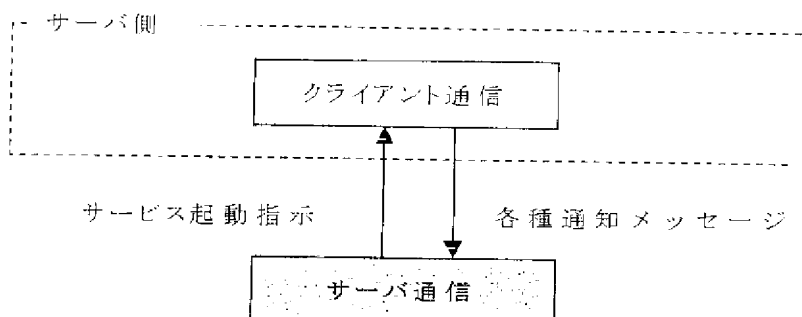 サーバ側
クライアント通信
サービス起動指示
各種通知メッセージ
サーバ通信